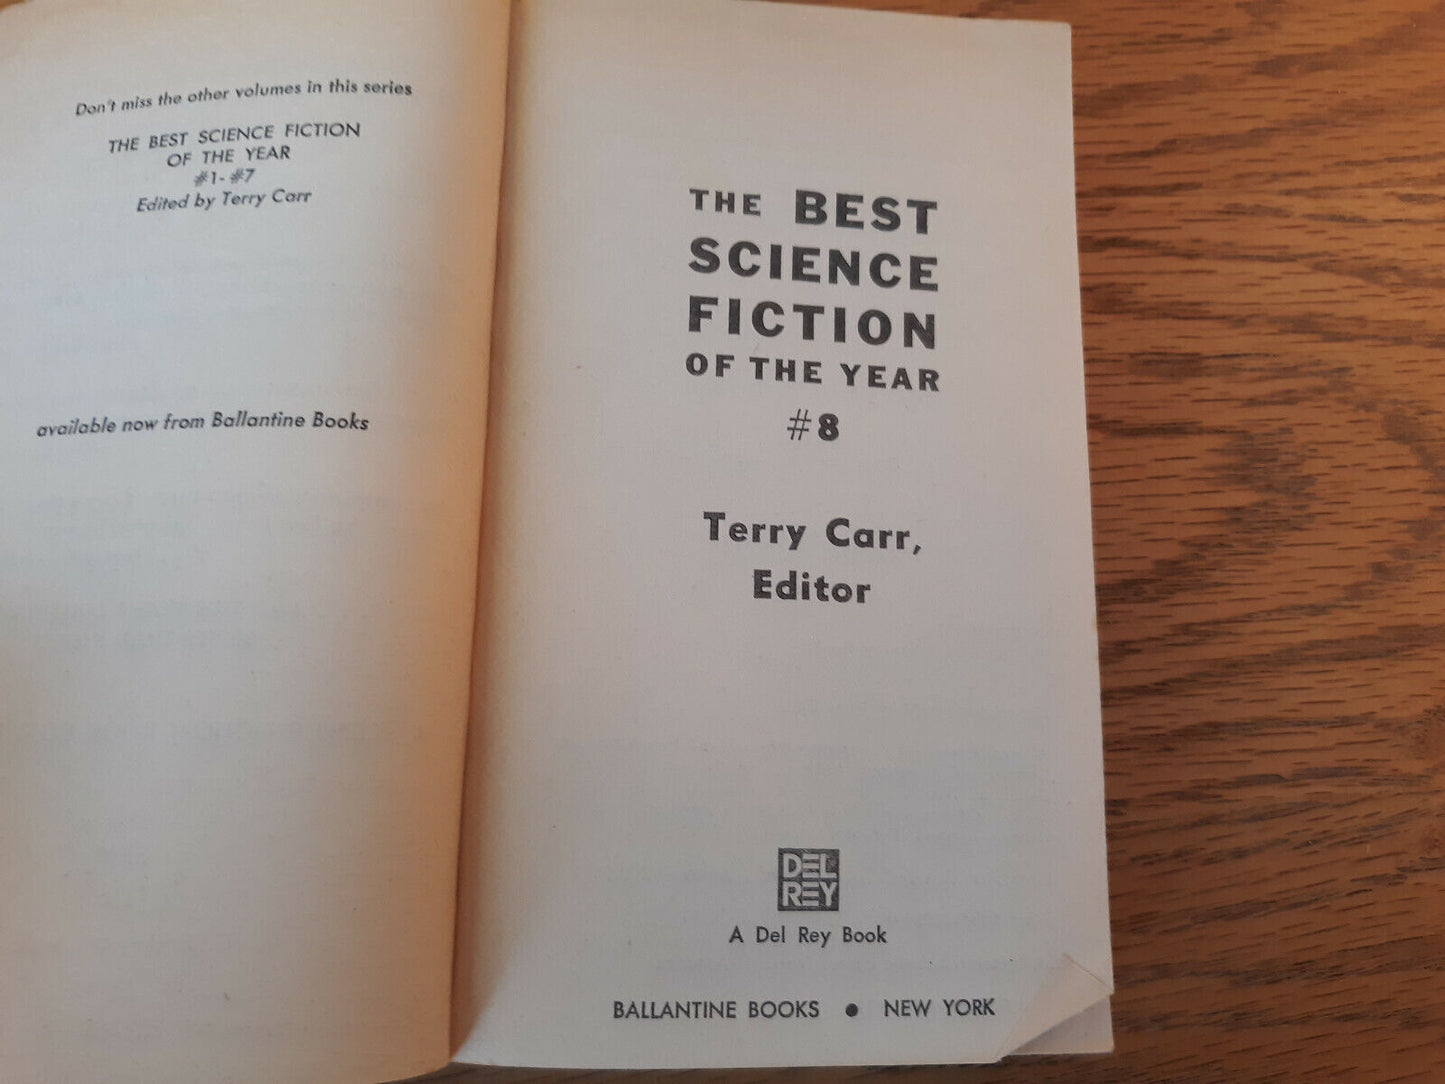 Don't miss the other volumes in this series
THE BEST SCIENCE FICTION
OF THE YEAR
#1-#7
Edited by Terry Carr
available now from Ballantine Books
THE BEST
SCIENCE
FICTION
OF THE YEAR
#8
Terry Carr,
Editor
DEL
REY
A Del Rey Book
BALLANTINE BOOKS ● NEW YORK